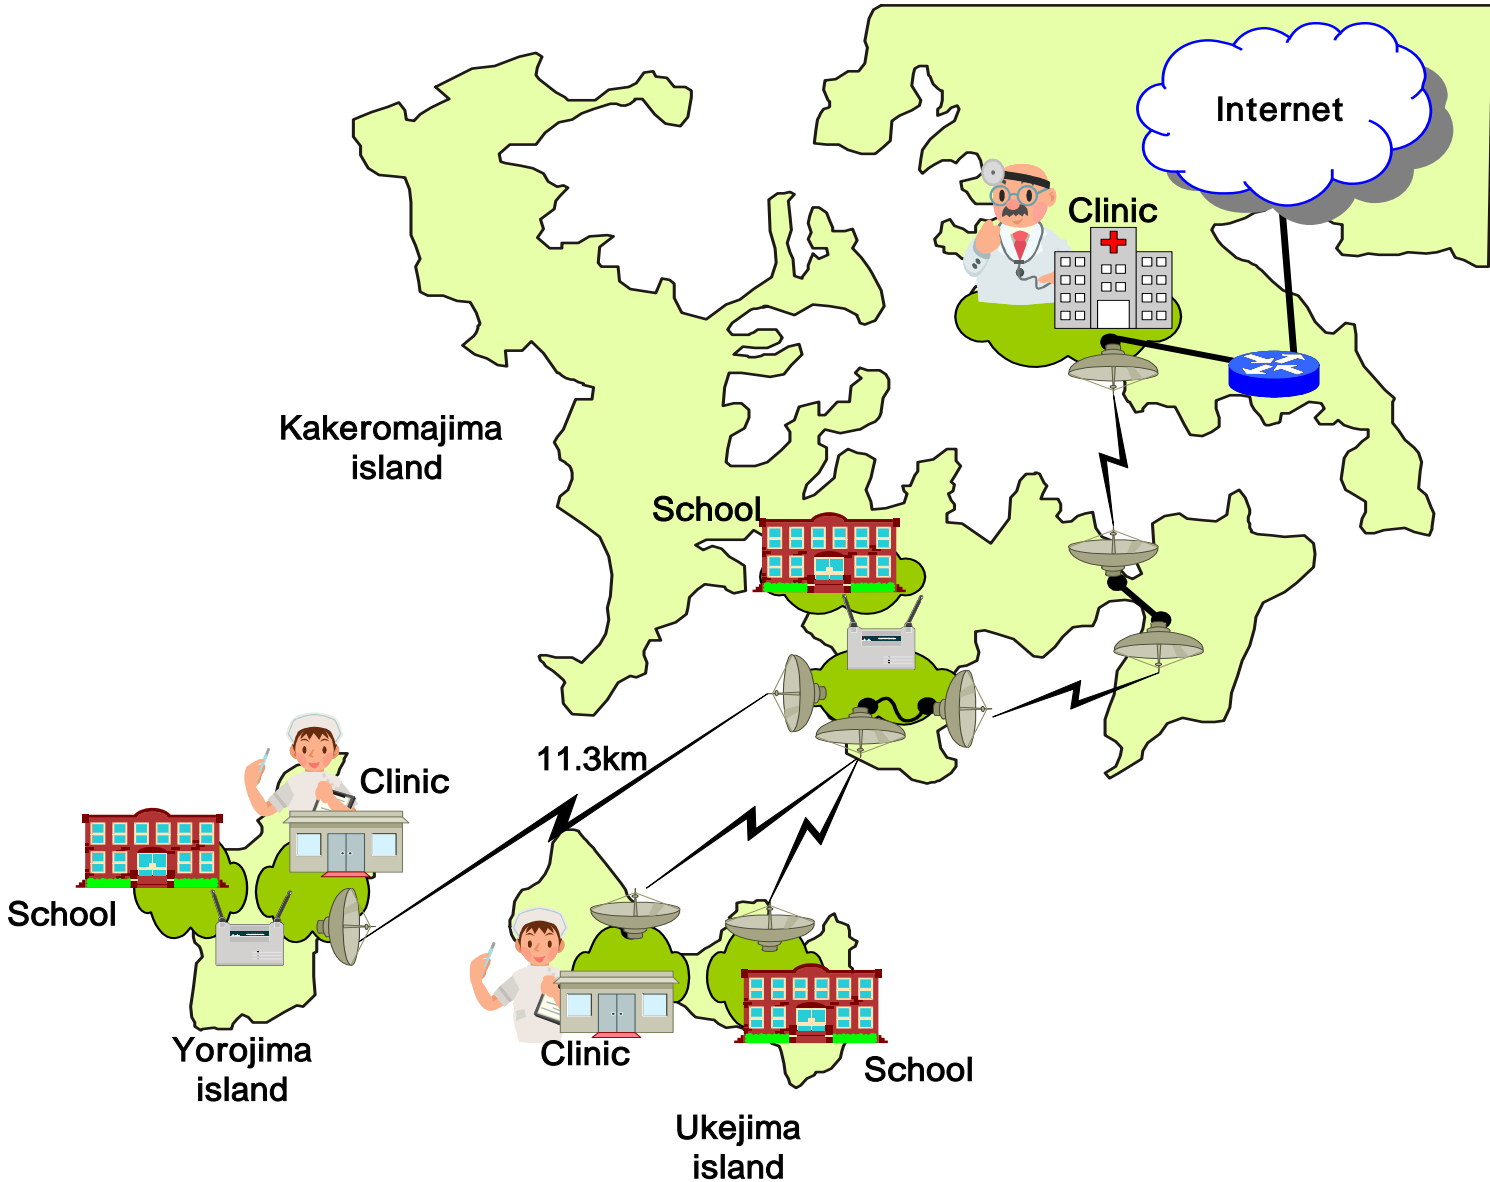 Internet
Clinic
Kakeromajima
island
School
11.3km
Clinic
School
Yorojima
island
Clinic
School
Ukejima
island